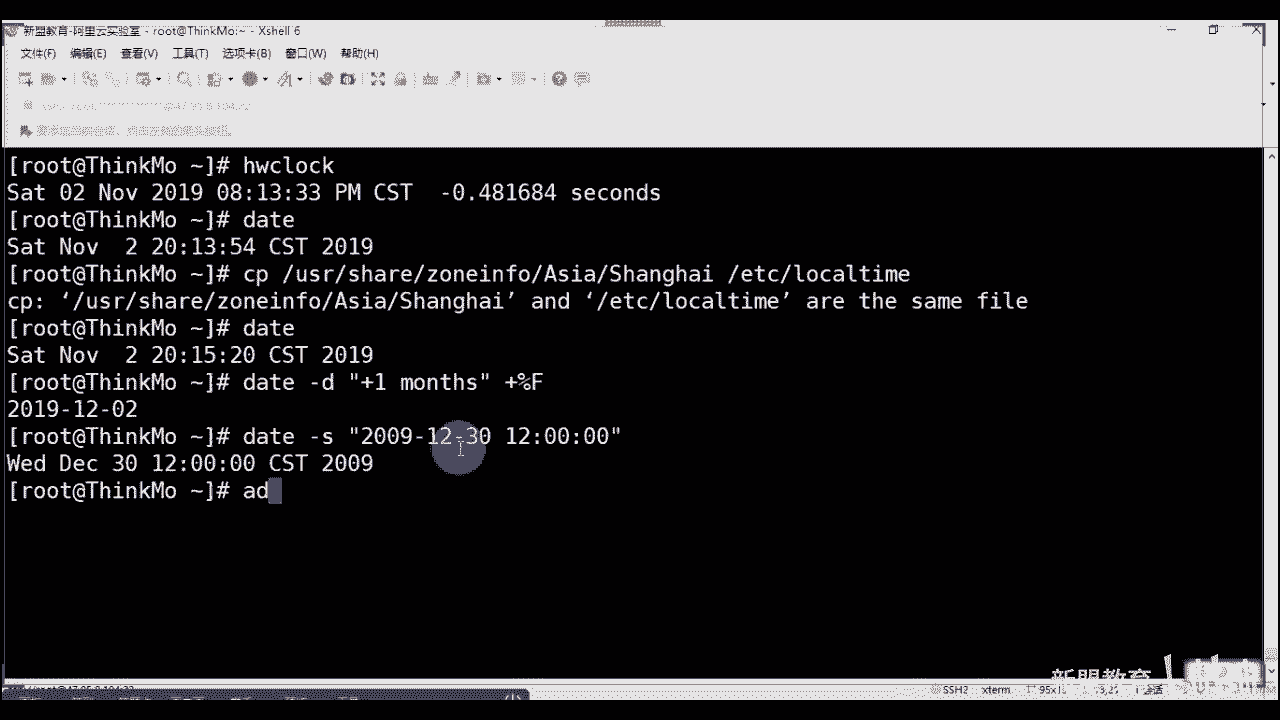 新盟教育-阿里云实验室 - root@ThinkMo:~ - Xshell 6
文件(F) 编辑(E) 查看(V) 工具(T) 选项卡(B) 窗口(W) 帮助(H)
[root@ThinkMo ~]# hwclock
Sat 02 Nov 2019 08:13:33 PM CST  -0.481684 seconds
[root@ThinkMo ~]# date
Sat Nov  2 20:13:54 CST 2019
[root@ThinkMo ~]# cp /usr/share/zoneinfo/Asia/Shanghai /etc/localtime
cp: ‘/usr/share/zoneinfo/Asia/Shanghai’ and ‘/etc/localtime’ are the same file
[root@ThinkMo ~]# date
Sat Nov  2 20:15:20 CST 2019
[root@ThinkMo ~]# date -d "+1 months" +%F
2019-12-02
[root@ThinkMo ~]# date -s "2009-12-30 12:00:00"
Wed Dec 30 12:00:00 CST 2009
[root@ThinkMo ~]# ad
新盟教育
SSH2 xterm